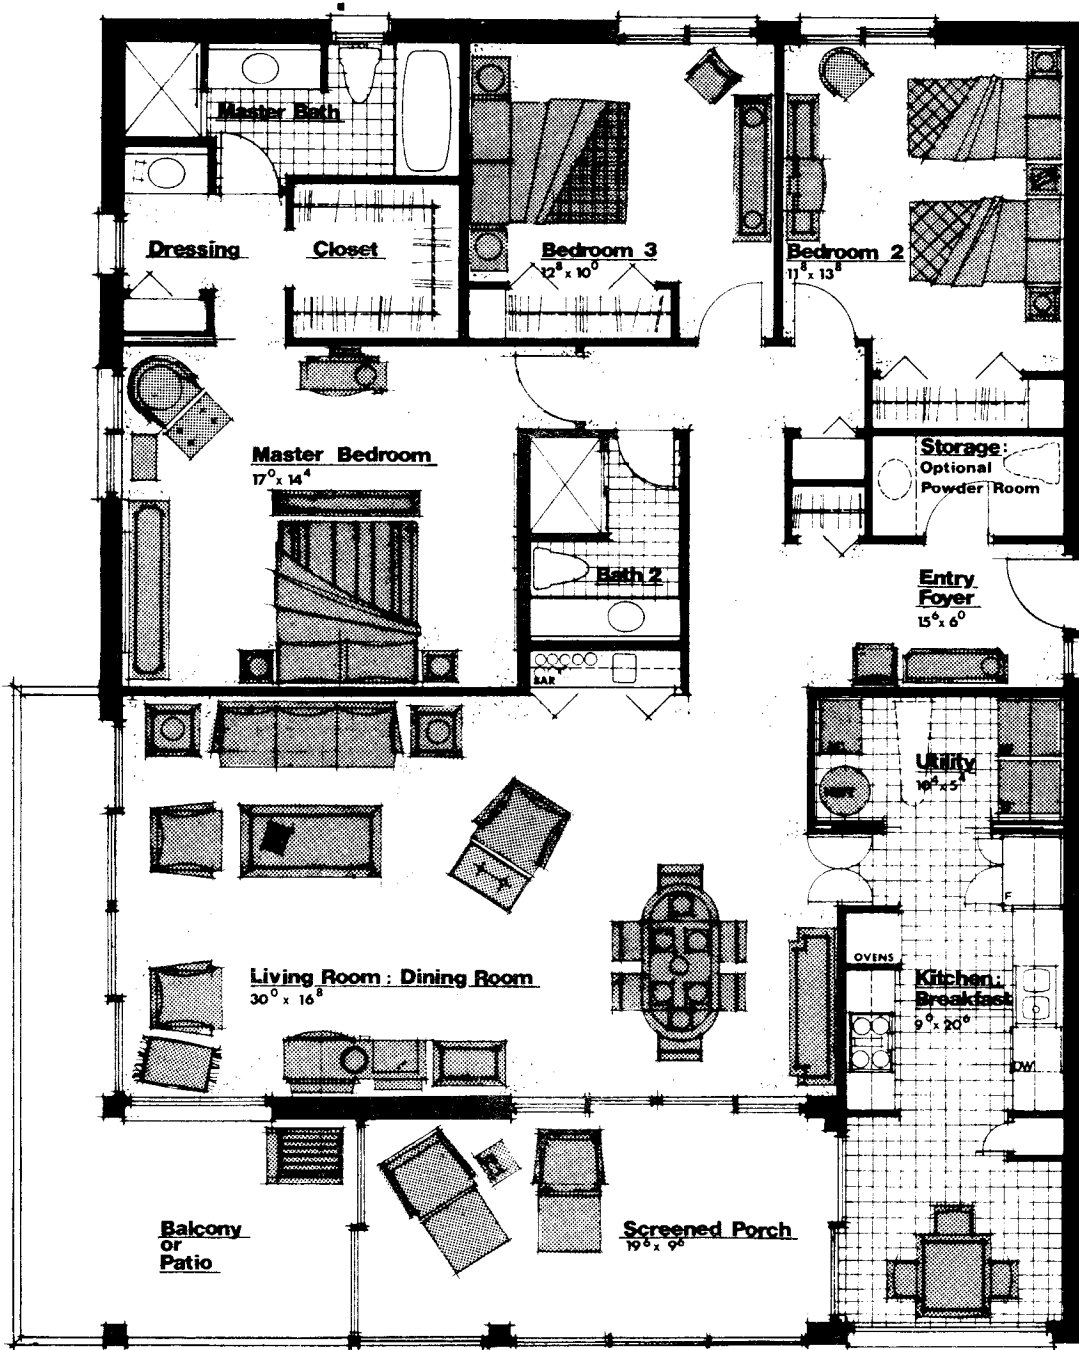 Master Bath
Dressing
Closet
Bedroom 3
12⁸ x 10⁰
Bedroom 2
11⁸ x 13⁸
Master Bedroom
17⁰ x 14⁴
Storage:
Optional
Powder Room
Bath 2
Entry
Foyer
15⁶ x 6⁰
BAR
Utility
10⁴ x 5⁴
F
OVENS
Living Room : Dining Room
30⁰ x 16⁸
Kitchen:
Breakfast
9⁰ x 20⁶
DW
Balcony
or
Patio
Screened Porch
19⁶ x 9⁶